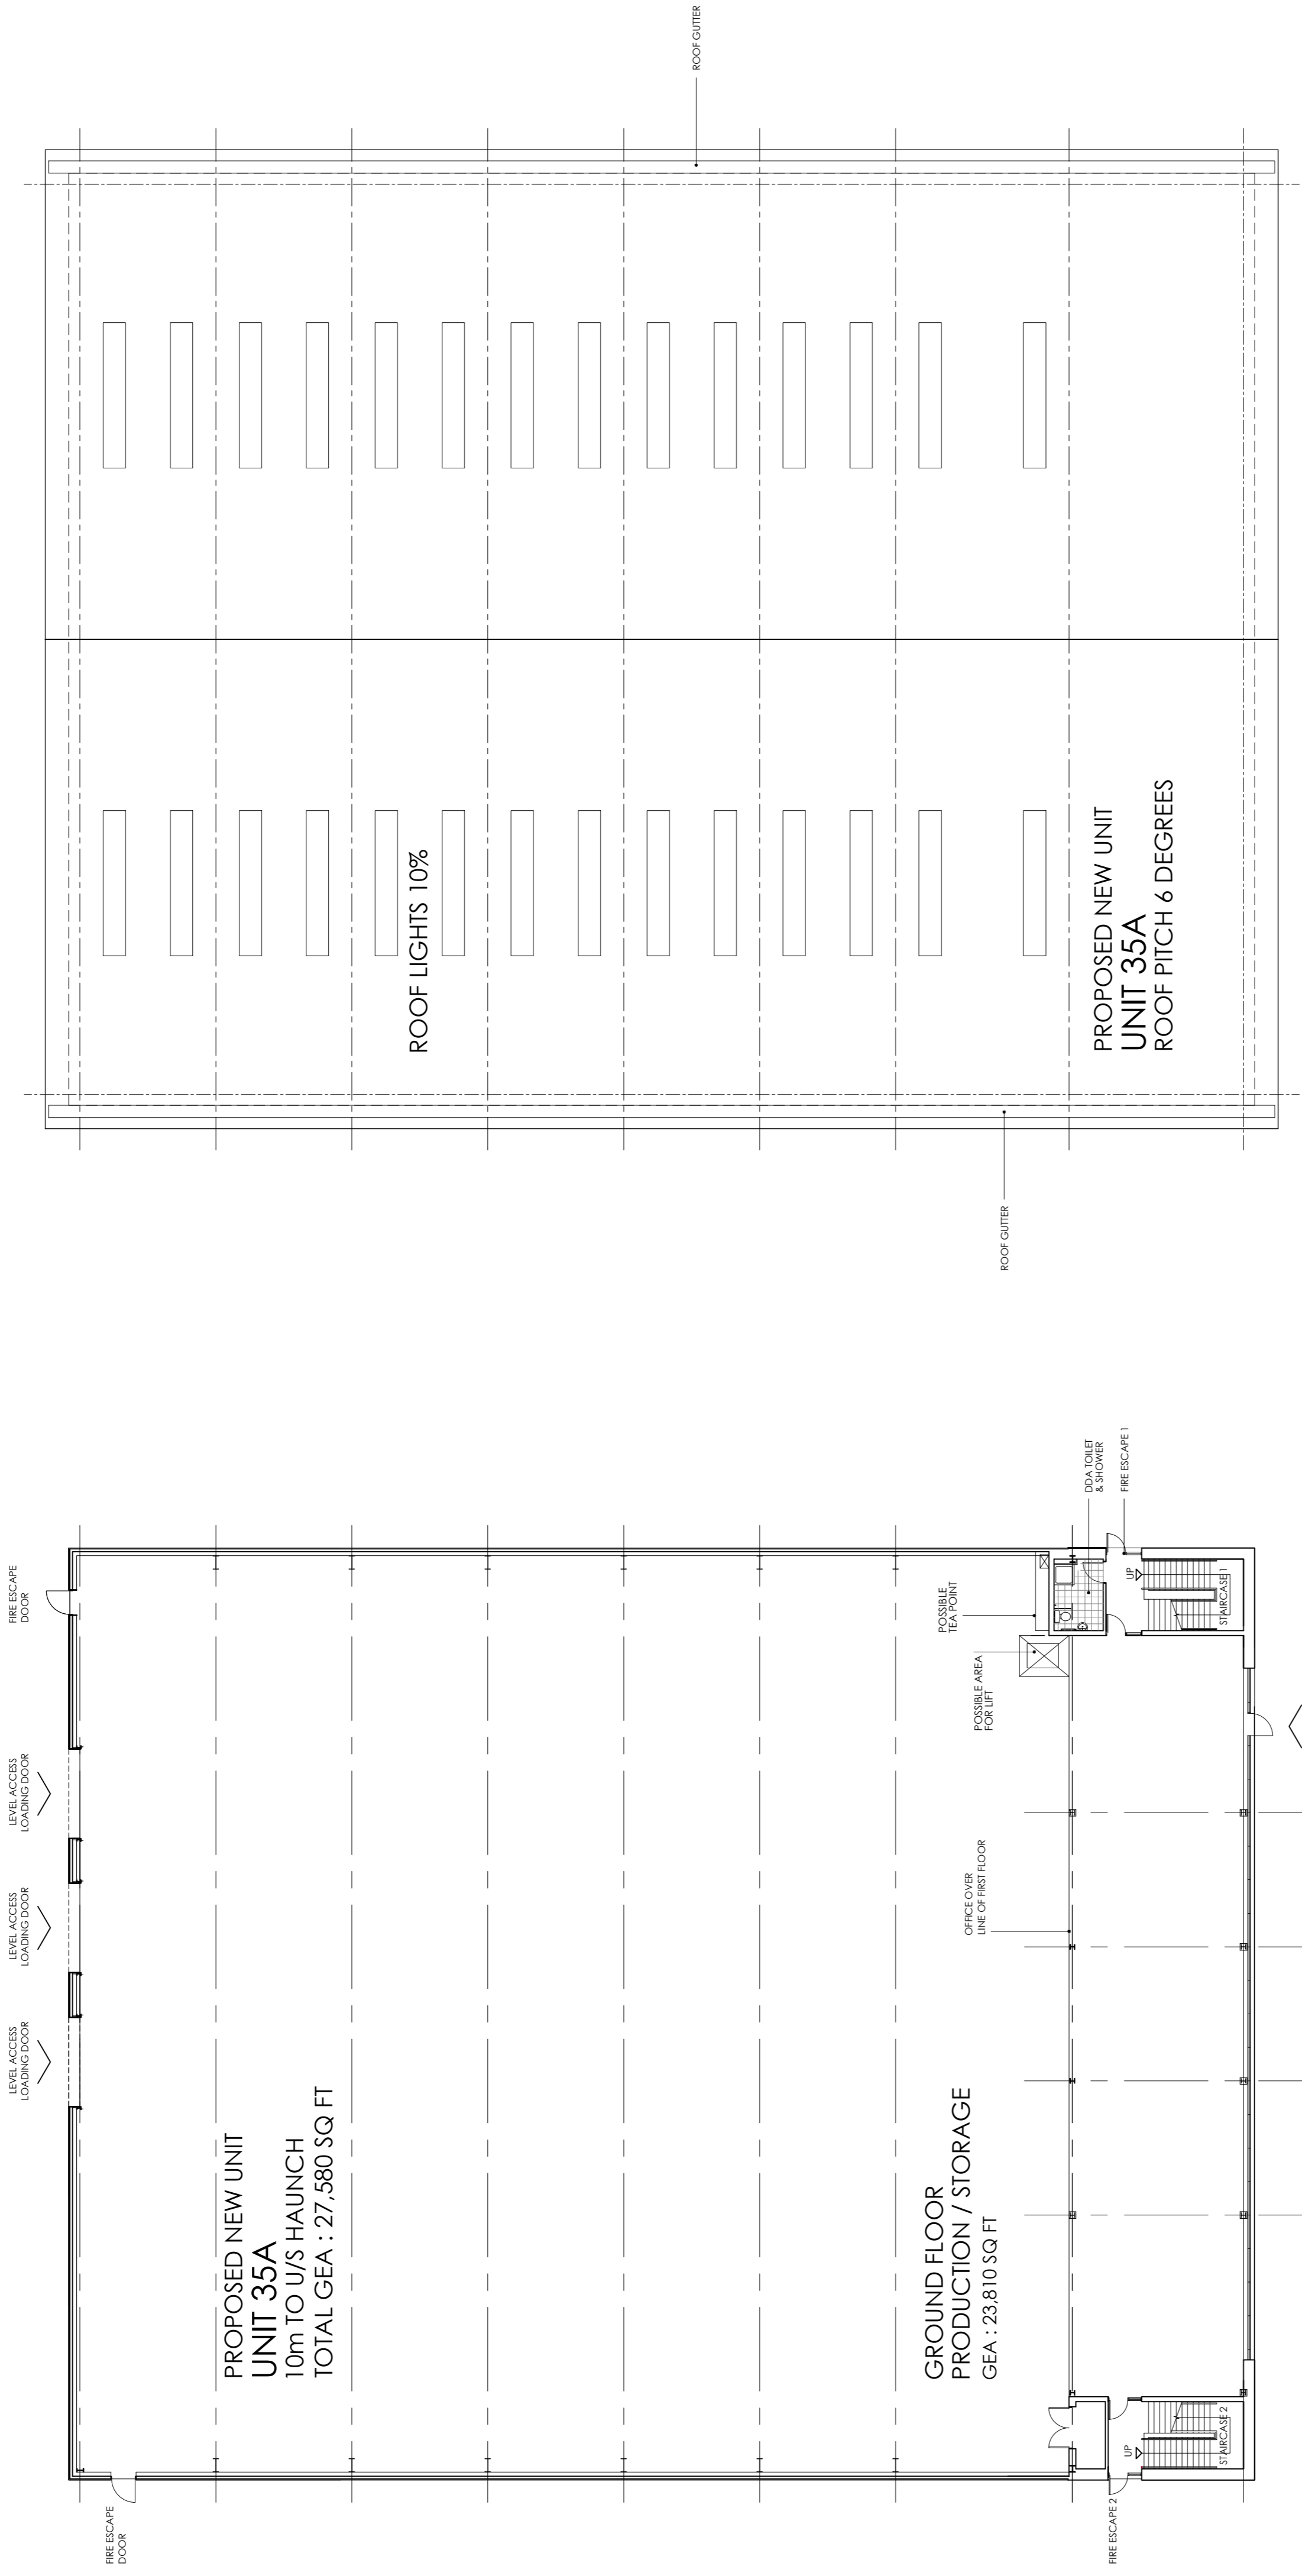 FIRE ESCAPE
DOOR
LEVEL ACCESS
LOADING DOOR
LEVEL ACCESS
LOADING DOOR
LEVEL ACCESS
LOADING DOOR
FIRE ESCAPE
DOOR
PROPOSED NEW UNIT
UNIT 35A
10m TO U/S HAUNCH
TOTAL GEA : 27,580 SQ FT
GROUND FLOOR
PRODUCTION / STORAGE
GEA : 23,810 SQ FT
OFFICE OVER
LINE OF FIRST FLOOR
POSSIBLE AREA
FOR LIFT
POSSIBLE
TEA POINT
DDA TOILET
& SHOWER
FIRE ESCAPE 1
UP
STAIRCASE 1
FIRE ESCAPE 2
UP
STAIRCASE 2
ROOF GUTTER
ROOF LIGHTS 10%
PROPOSED NEW UNIT
UNIT 35A
ROOF PITCH 6 DEGREES
ROOF GUTTER